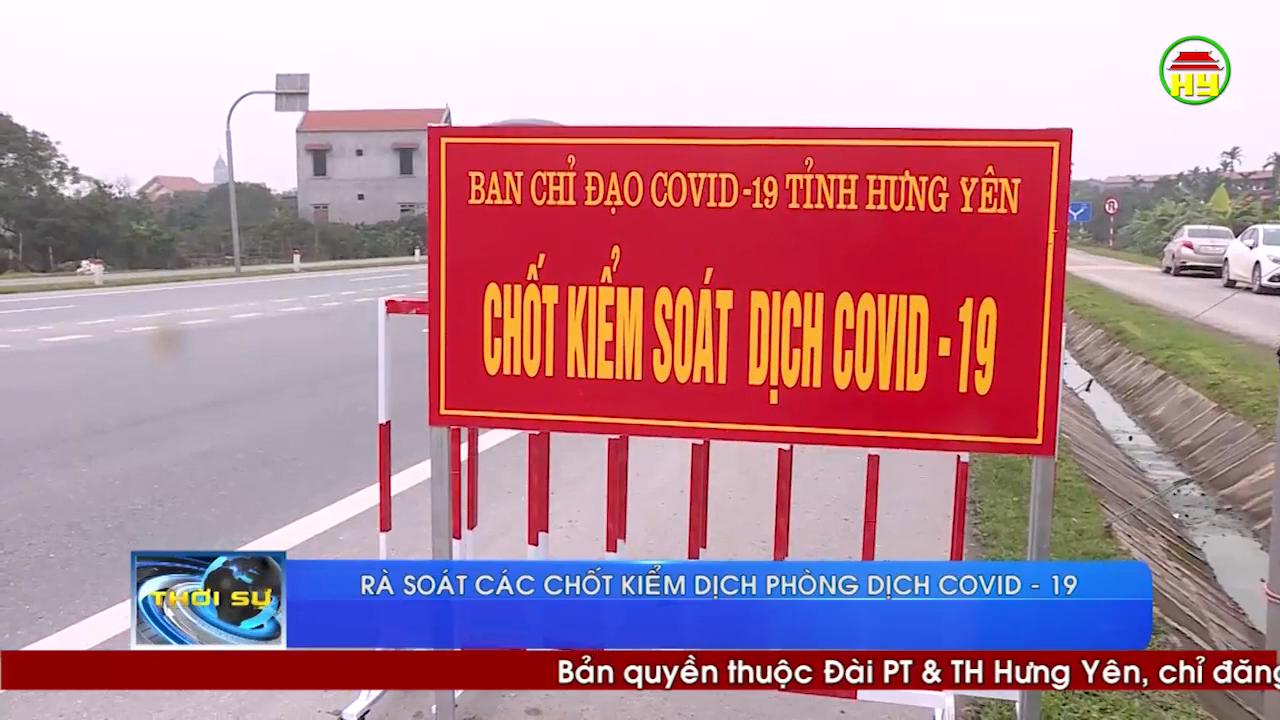 HY
BAN CHỈ ĐẠO COVID-19 TỈNH HƯNG YÊN
CHỐT KIỂM SOÁT DỊCH COVID - 19
THỜI SỰ
RÀ SOÁT CÁC CHỐT KIỂM DỊCH PHÒNG DỊCH COVID - 19
Bản quyền thuộc Đài PT & TH Hưng Yên, chỉ đăng